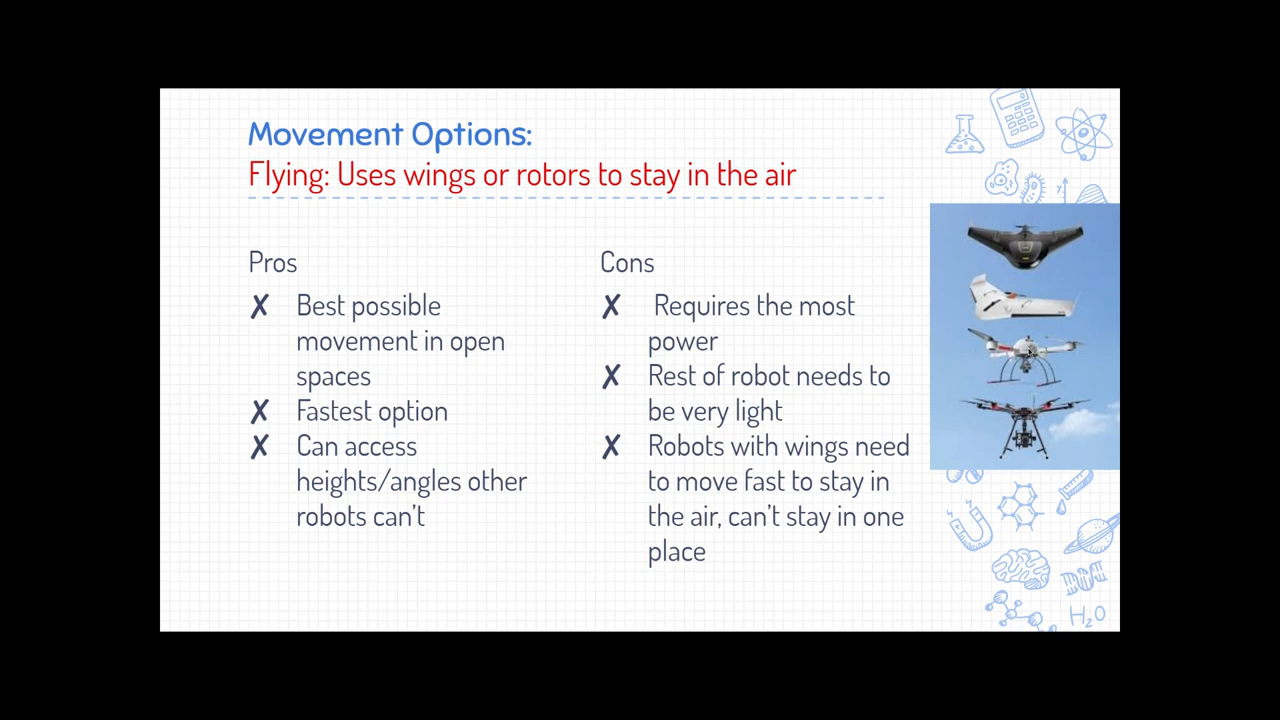 Movement Options:
Flying: Uses wings or rotors to stay in the air
Pros
✗ Best possible
movement in open
spaces
✗ Fastest option
✗ Can access
heights/angles other
robots can't
Cons
✗ Requires the most
power
✗ Rest of robot needs to
be very light
✗ Robots with wings need
to move fast to stay in
the air, can't stay in one
place
y
H₂O